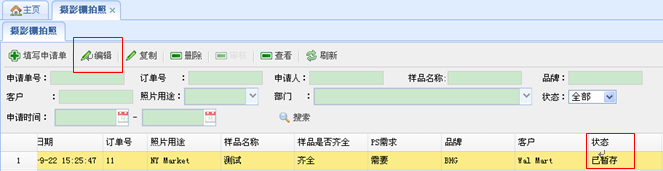 主页 摄影棚拍照
摄影棚拍照
填写申请单 编辑 复制 删除 审核 查看 刷新
申请单号: 订单号 : 申请人: 样品名称: 品牌:
客户 : 照片用途: 部门 : 状态: 全部
申请时间: - 搜索
日期 订单号 照片用途 样品名称 样品是否齐全 PS需求 品牌 客户 状态
1 -9-22 15:25:47 11 NY Market 测试 齐全 需要 BMG Wal Mart 已暂存